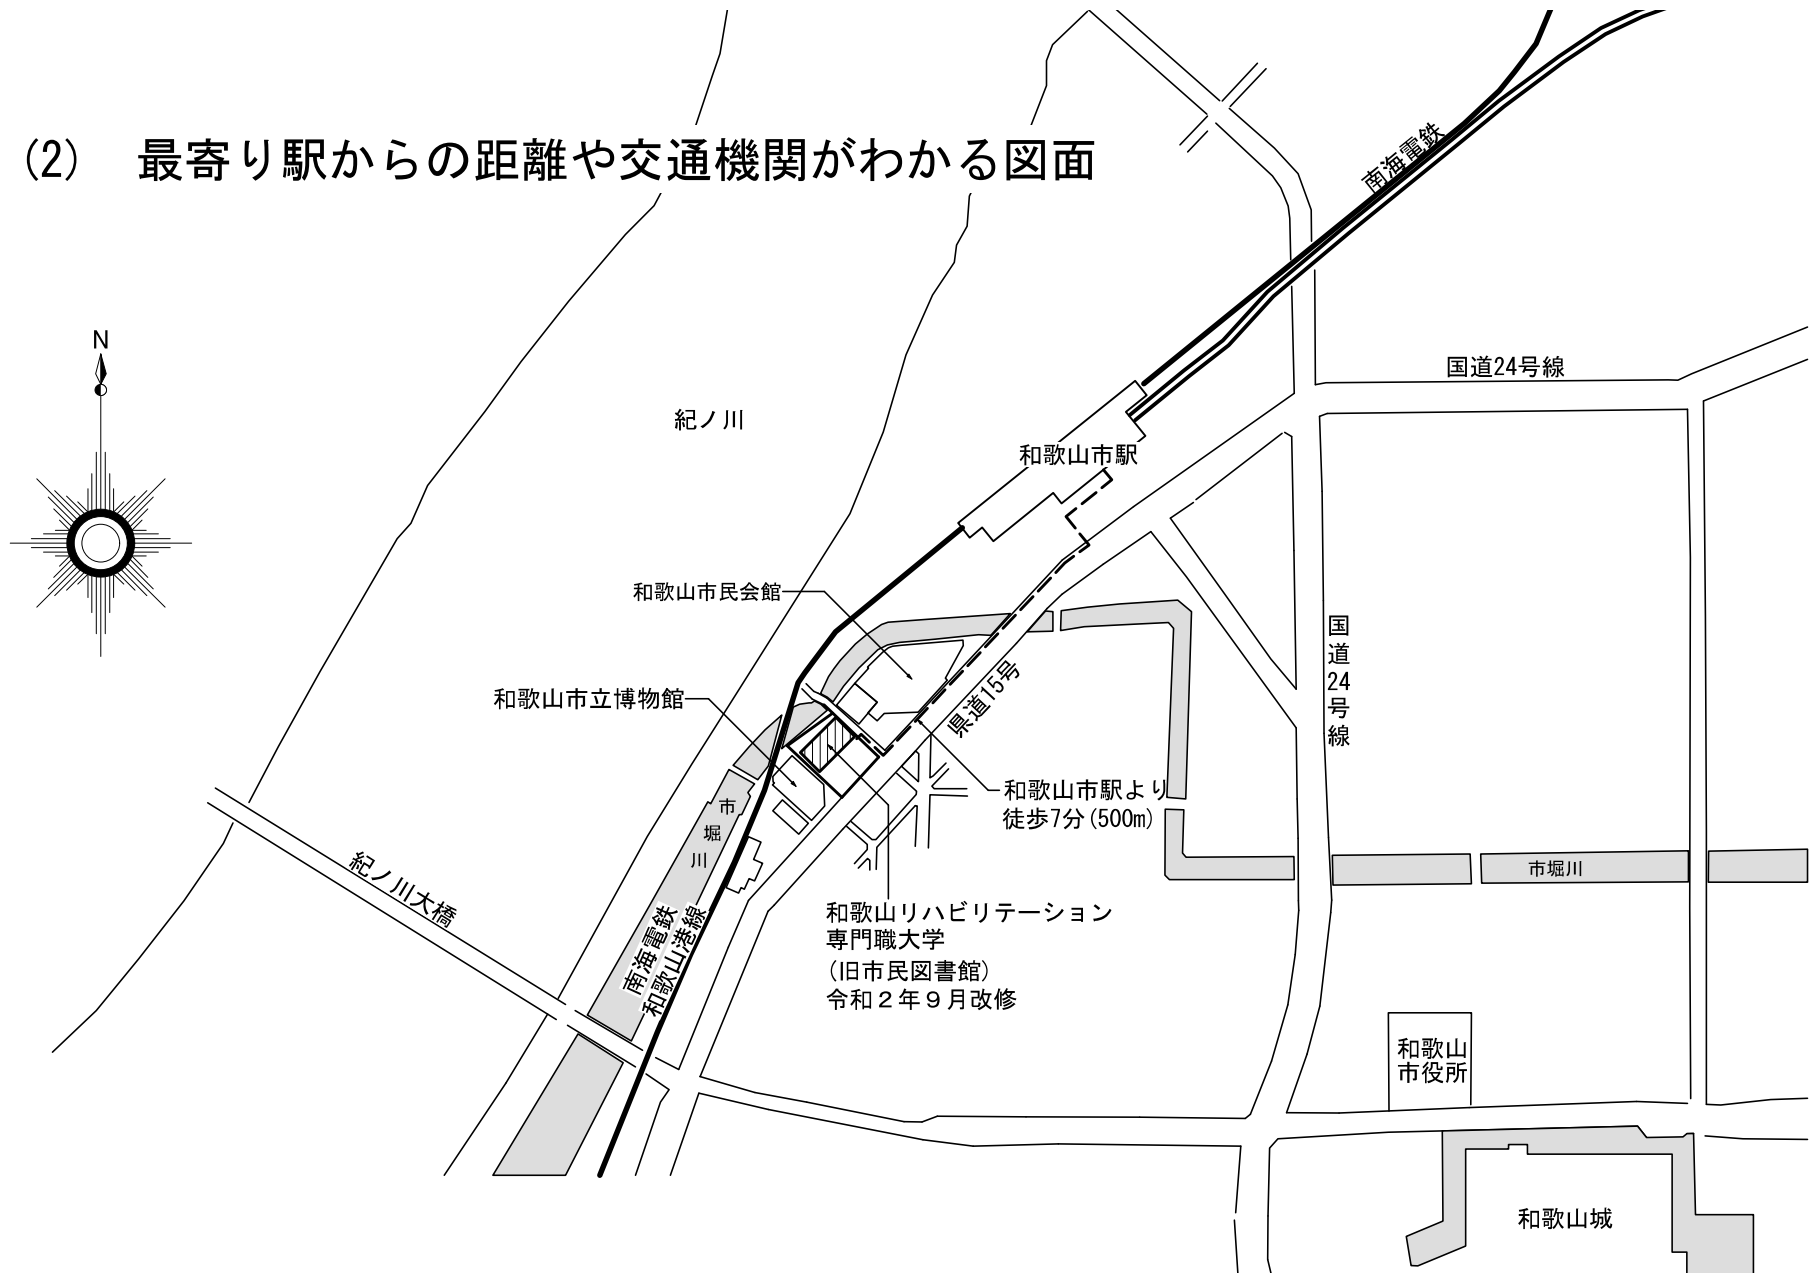 (2) 最寄り駅からの距離や交通機関がわかる図面
N
南海電鉄
国道24号線
紀ノ川
和歌山市駅
和歌山市民会館
国道24号線
和歌山市立博物館
県道15号
和歌山市駅より
徒歩7分(500m)
市堀川
市堀川
紀ノ川大橋
南海電鉄
和歌山港線
和歌山リハビリテーション
専門職大学
(旧市民図書館)
令和2年9月改修
和歌山
市役所
和歌山城